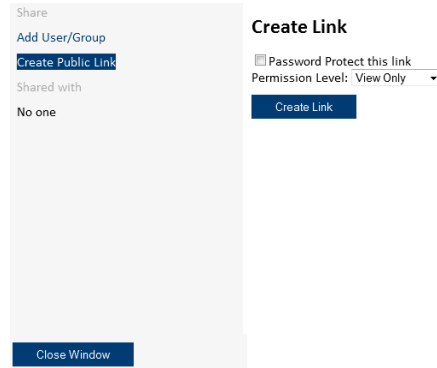 Share
Add User/Group
Create Public Link
Shared with
No one
Close Window
Create Link
Password Protect this link
Permission Level: View Only
Create Link